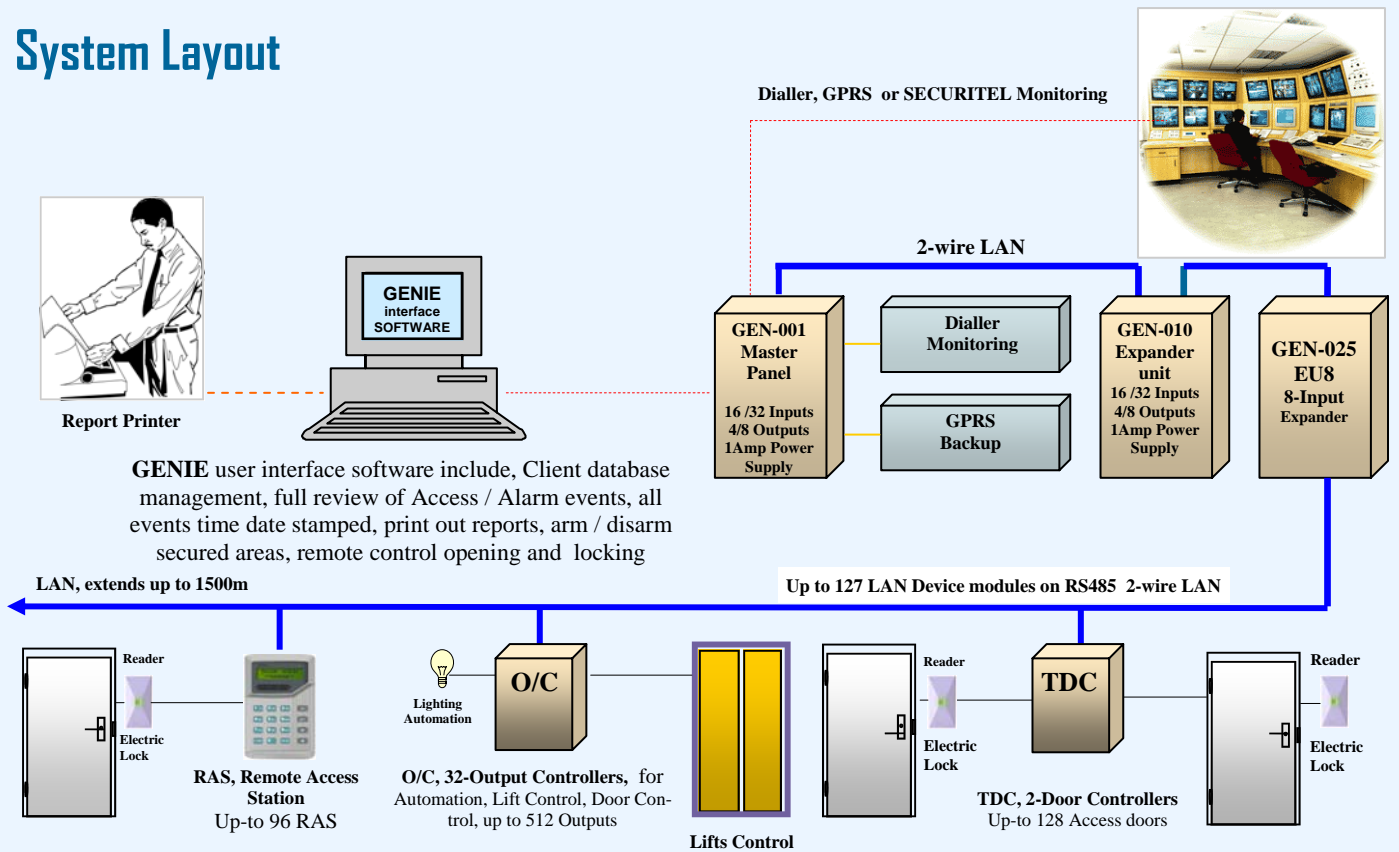 System Layout
Dialler, GPRS or SECURITEL Monitoring
2-wire LAN
GENIE
interface
SOFTWARE
Report Printer
GEN-001
Master
Panel
16 /32 Inputs
4/8 Outputs
1Amp Power
Supply
Dialler
Monitoring
GPRS
Backup
GEN-010
Expander
unit
16 /32 Inputs
4/8 Outputs
1Amp Power
Supply
GEN-025
EU8
8-Input
Expander
GENIE user interface software include, Client database
management, full review of Access / Alarm events, all
events time date stamped, print out reports, arm / disarm
secured areas, remote control opening and locking
LAN, extends up to 1500m
Up to 127 LAN Device modules on RS485 2-wire LAN
Reader
Electric
Lock
RAS, Remote Access
Station
Up-to 96 RAS
Lighting
Automation
O/C
O/C, 32-Output Controllers, for
Automation, Lift Control, Door Con-
trol, up to 512 Outputs
Lifts Control
Reader
Electric
Lock
TDC
TDC, 2-Door Controllers
Up-to 128 Access doors
Reader
Electric
Lock